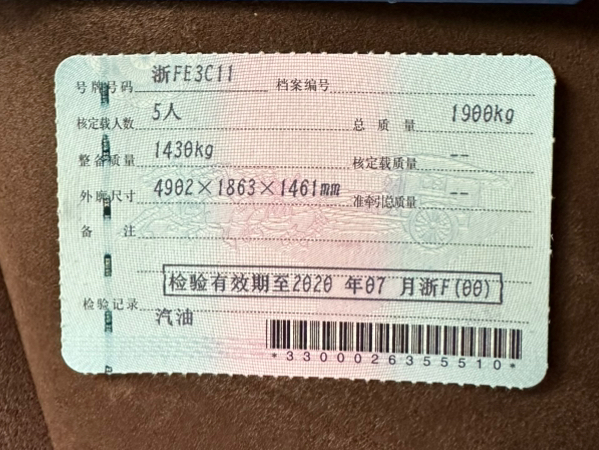 号牌号码 浙FE3C11 档案编号
核定载人数 5人 总质量 1900kg
整备质量 1430kg 核定载质量 --
外廓尺寸 4902×1863×1461mm 准牵引总质量 --
备注
检验有效期至2020 年07 月浙F(00)
检验记录
汽油
*3300026355510*